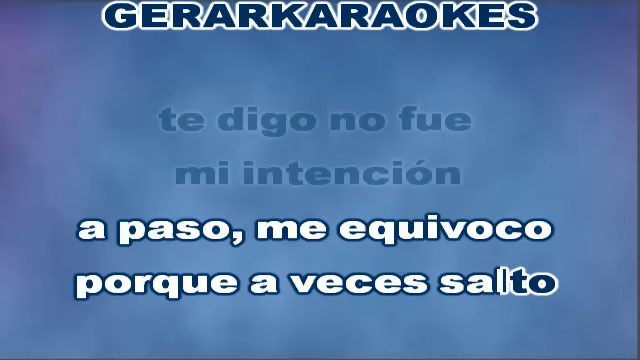 GERARKARAOKES
te digo no fue
mi intención
a paso, me equivoco
porque a veces salto